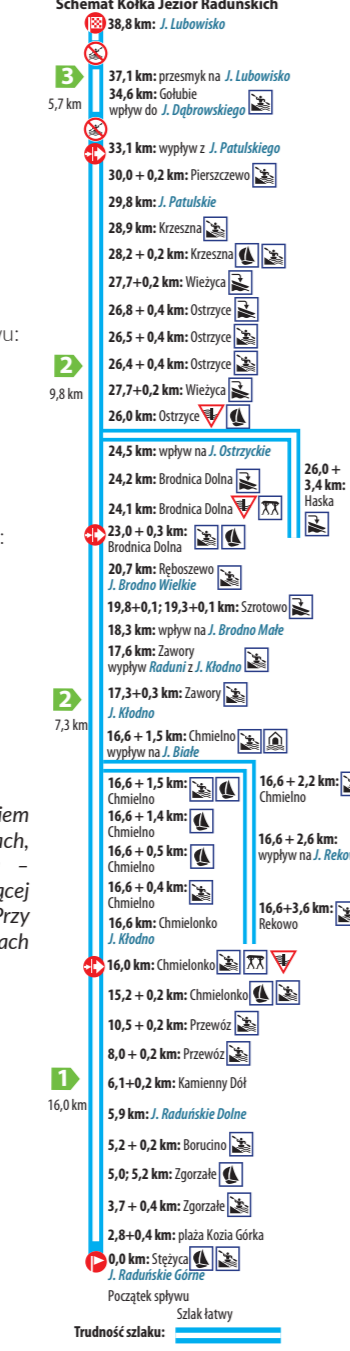 Schemat Kółka Jezior Raduńskich
38,8 km: J. Lubowisko
3
5,7 km
37,1 km: przesmyk na J. Lubowisko
34,6 km: Gołubie
wpływ do J. Dąbrowskiego
33,1 km: wypływ z J. Patulskiego
30,0 + 0,2 km: Pierszczewo
29,8 km: J. Patulskie
28,9 km: Krzeszna
28,2 + 0,2 km: Krzeszna
27,7+0,2 km: Wieżyca
26,8 + 0,4 km: Ostrzyce
wu:
26,5 + 0,4 km: Ostrzyce
2
9,8 km
26,4 + 0,4 km: Ostrzyce
27,7+0,2 km: Wieżyca
26,0 km: Ostrzyce
24,5 km: wpływ na J. Ostrzyckie
24,2 km: Brodnica Dolna
26,0 +
3,4 km:
Haska
24,1 km: Brodnica Dolna
:
23,0 + 0,3 km:
Brodnica Dolna
20,7 km: Ręboszewo
J. Brodno Wielkie
19,8+0,1; 19,3+0,1 km: Szrotowo
18,3 km: wpływ na J. Brodno Małe
17,6 km: Zawory
wypływ Raduni z J. Kłodno
2
7,3 km
17,3+0,3 km: Zawory
J. Kłodno
16,6 + 1,5 km: Chmielno
wypływ na J. Białe
16,6 + 1,5 km:
Chmielno
16,6 + 2,2 km:
Chmielno
iem
ach,
–
ącej
Przy
ach
16,6 + 1,4 km:
Chmielno
16,6 + 0,5 km:
Chmielno
16,6 + 2,6 km:
wypływ na J. Reko
16,6 + 0,4 km:
Chmielno
16,6 km: Chmielonko
J. Kłodno
16,6+3,6 km:
Rekowo
16,0 km: Chmielonko
15,2 + 0,2 km: Chmielonko
10,5 + 0,2 km: Przewóz
8,0 + 0,2 km: Przewóz
1
16,0 km
6,1+0,2 km: Kamienny Dół
5,9 km: J. Raduńskie Dolne
5,2 + 0,2 km: Borucino
5,0; 5,2 km: Zgorzałe
3,7 + 0,4 km: Zgorzałe
2,8+0,4 km: plaża Kozia Górka
0,0 km: Stężyca
J. Raduńskie Górne
Początek spływu
Szlak łatwy
Trudność szlaku: